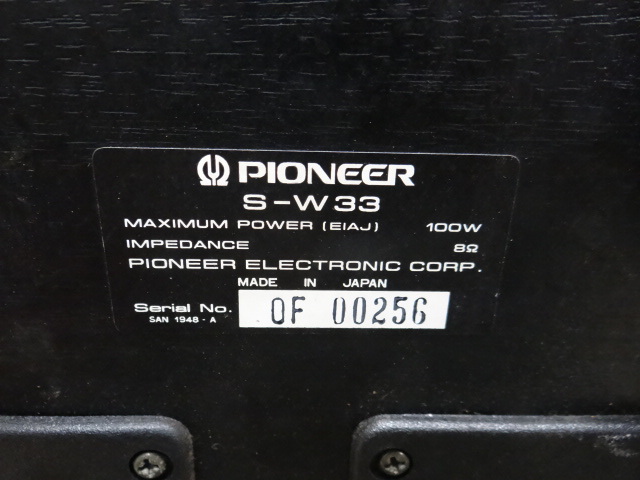 PIONEER
S-W33
MAXIMUM POWER (EIAJ) 100W
IMPEDANCE 8Ω
PIONEER ELECTRONIC CORP.
MADE IN JAPAN
Serial No. OF 00256
SAN 1948-A